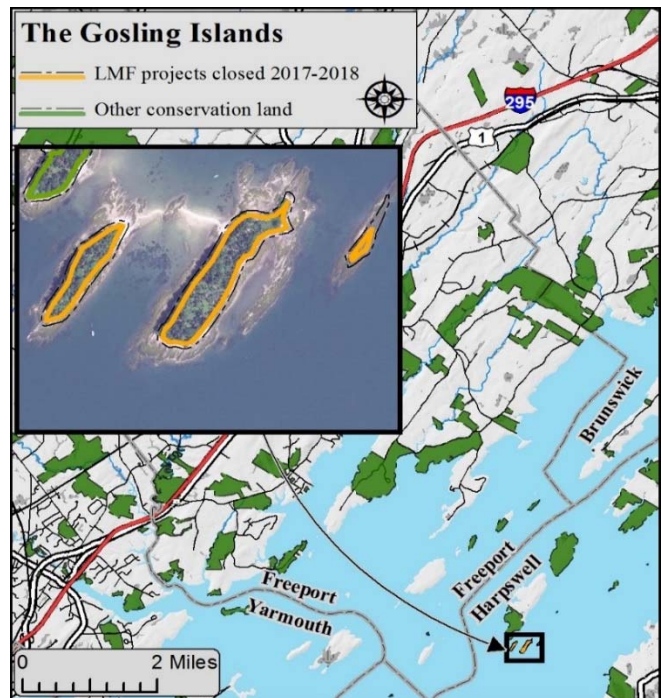 The Gosling Islands
LMF projects closed 2017-2018
Other conservation land
295
1
Brunswick
Freeport
Harpswell
Freeport
Yarmouth
0 2 Miles